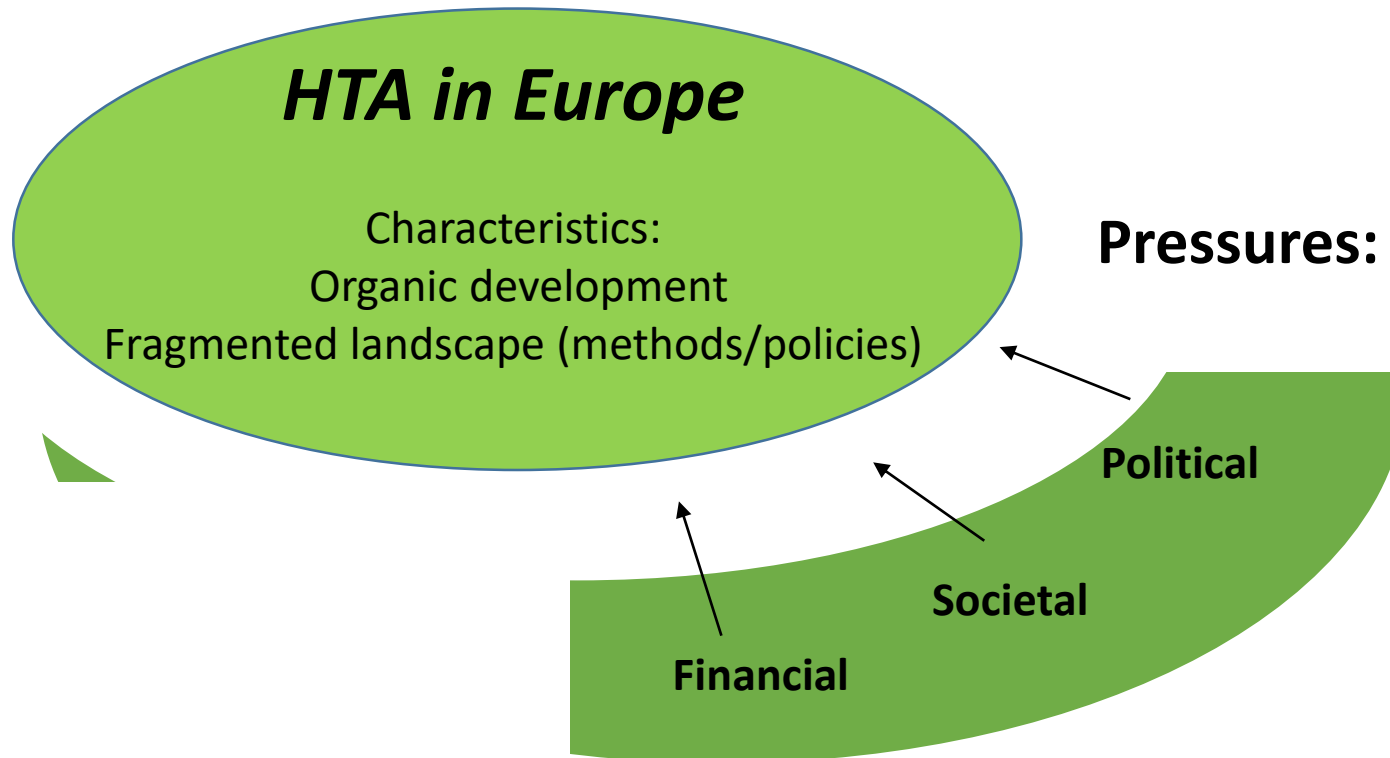 HTA in Europe
Characteristics:
Organic development
Fragmented landscape (methods/policies)
Pressures:
Political
Societal
Financial